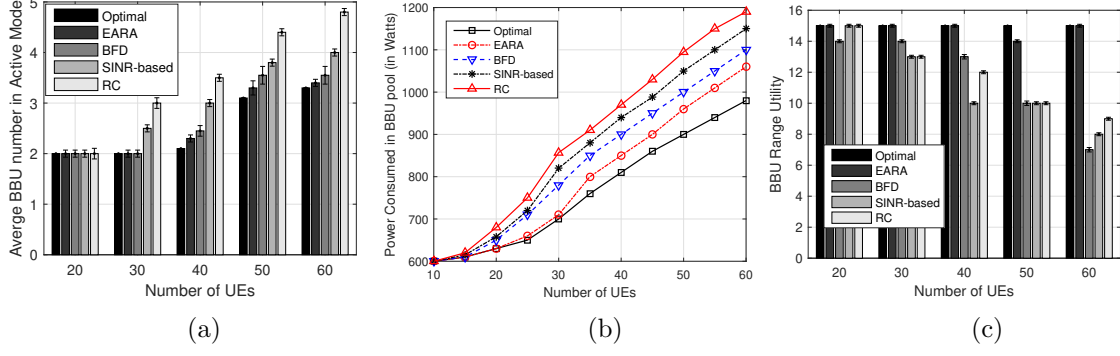 Averge BBU number in Active Mode
5
4
3
2
1
0
Optimal
EARA
BFD
SINR-based
RC
20 30 40 50 60
Number of UEs
(a)
Power Consumed in BBU pool (in Watts)
1200
1100
1000
900
800
700
600
Optimal
EARA
BFD
SINR-based
RC
10 20 30 40 50 60
Number of UEs
(b)
BBU Range Utility
16
14
12
10
8
6
4
2
0
Optimal
EARA
BFD
SINR-based
RC
20 30 40 50 60
Number of UEs
(c)